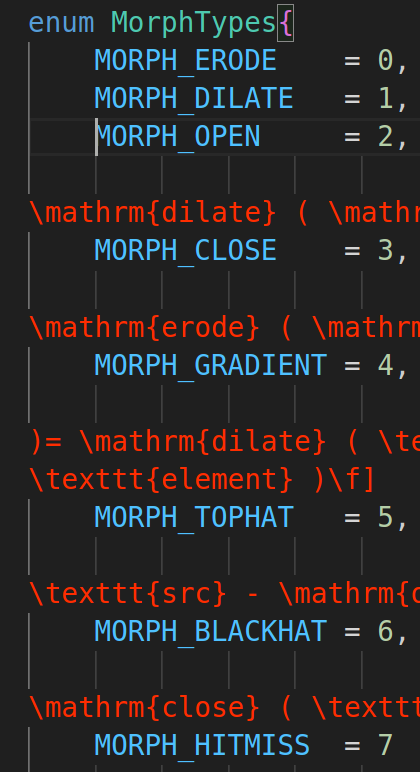 enum MorphTypes{
MORPH_ERODE = 0,
MORPH_DILATE = 1,
MORPH_OPEN = 2,
\mathrm{dilate} ( \mathr
MORPH_CLOSE = 3,
\mathrm{erode} ( \mathrm
MORPH_GRADIENT = 4,
)= \mathrm{dilate} ( \te
\texttt{element} )\f]
MORPH_TOPHAT = 5,
\texttt{src} - \mathrm{o
MORPH_BLACKHAT = 6,
\mathrm{close} ( \texttt
MORPH_HITMISS = 7